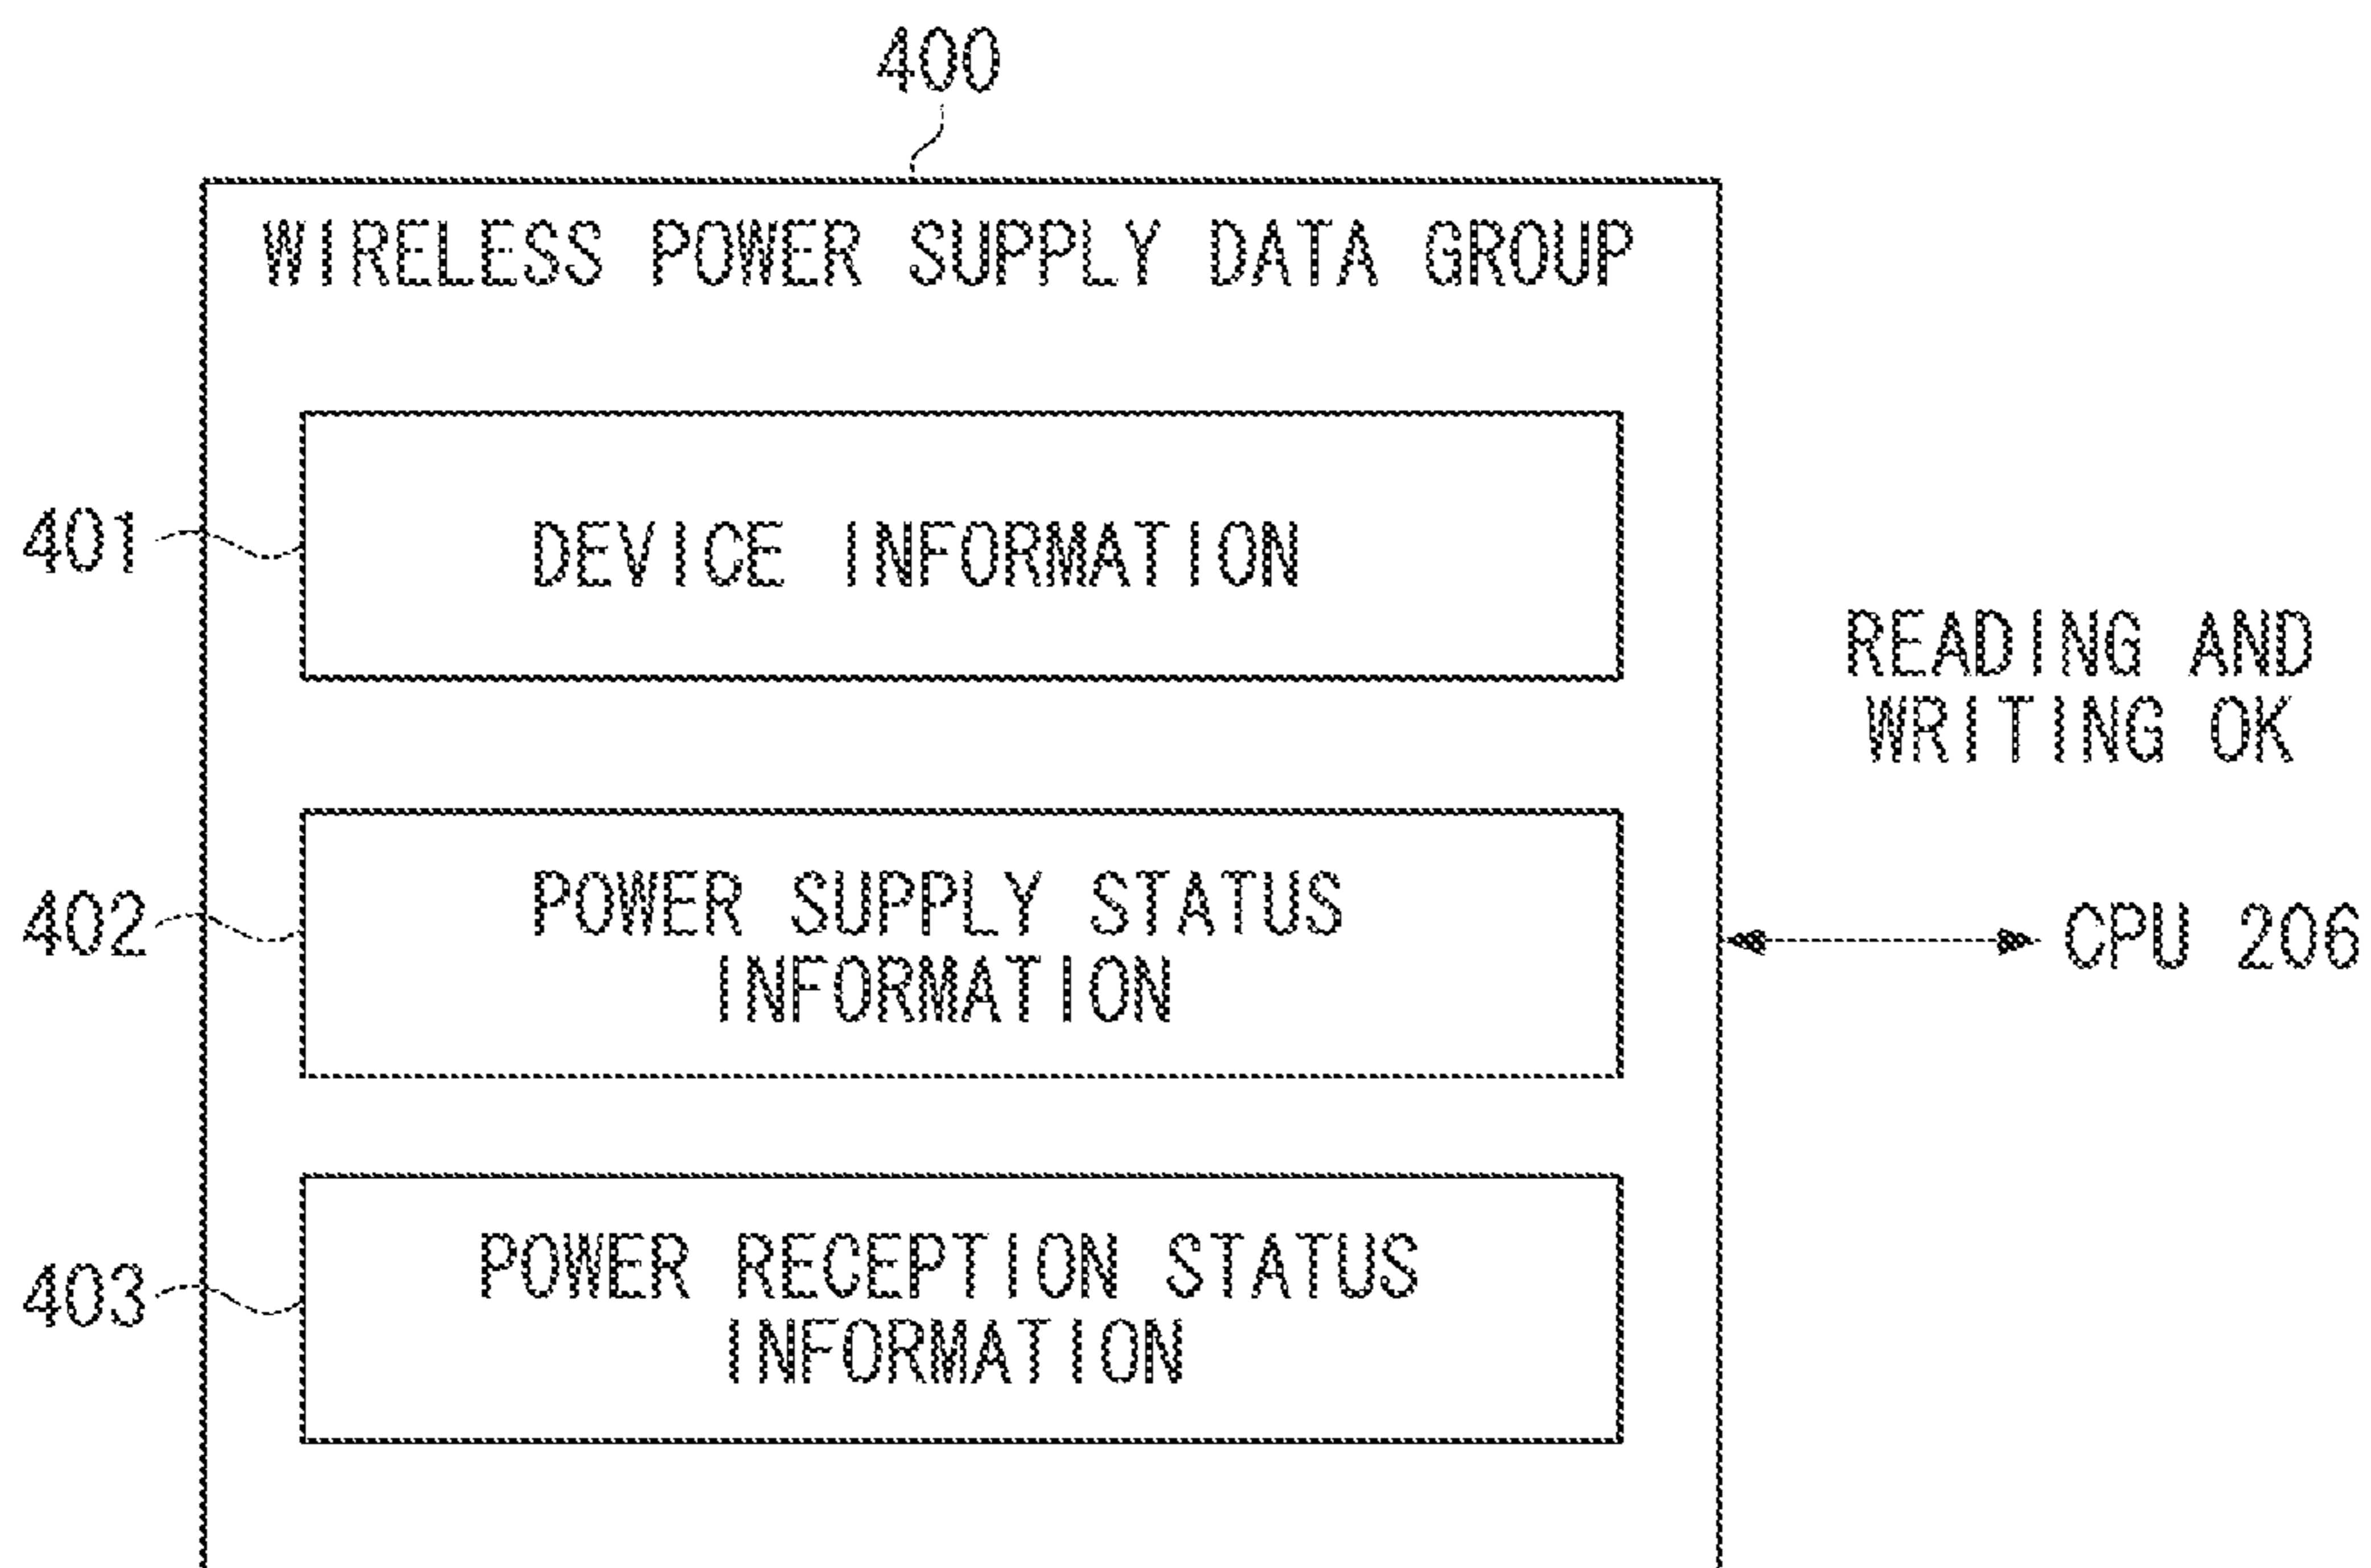 400
WIRELESS POWER SUPPLY DATA GROUP
401
DEVICE INFORMATION
READING AND
WRITING OK
402
POWER SUPPLY STATUS
INFORMATION
CPU 206
403
POWER RECEPTION STATUS
INFORMATION